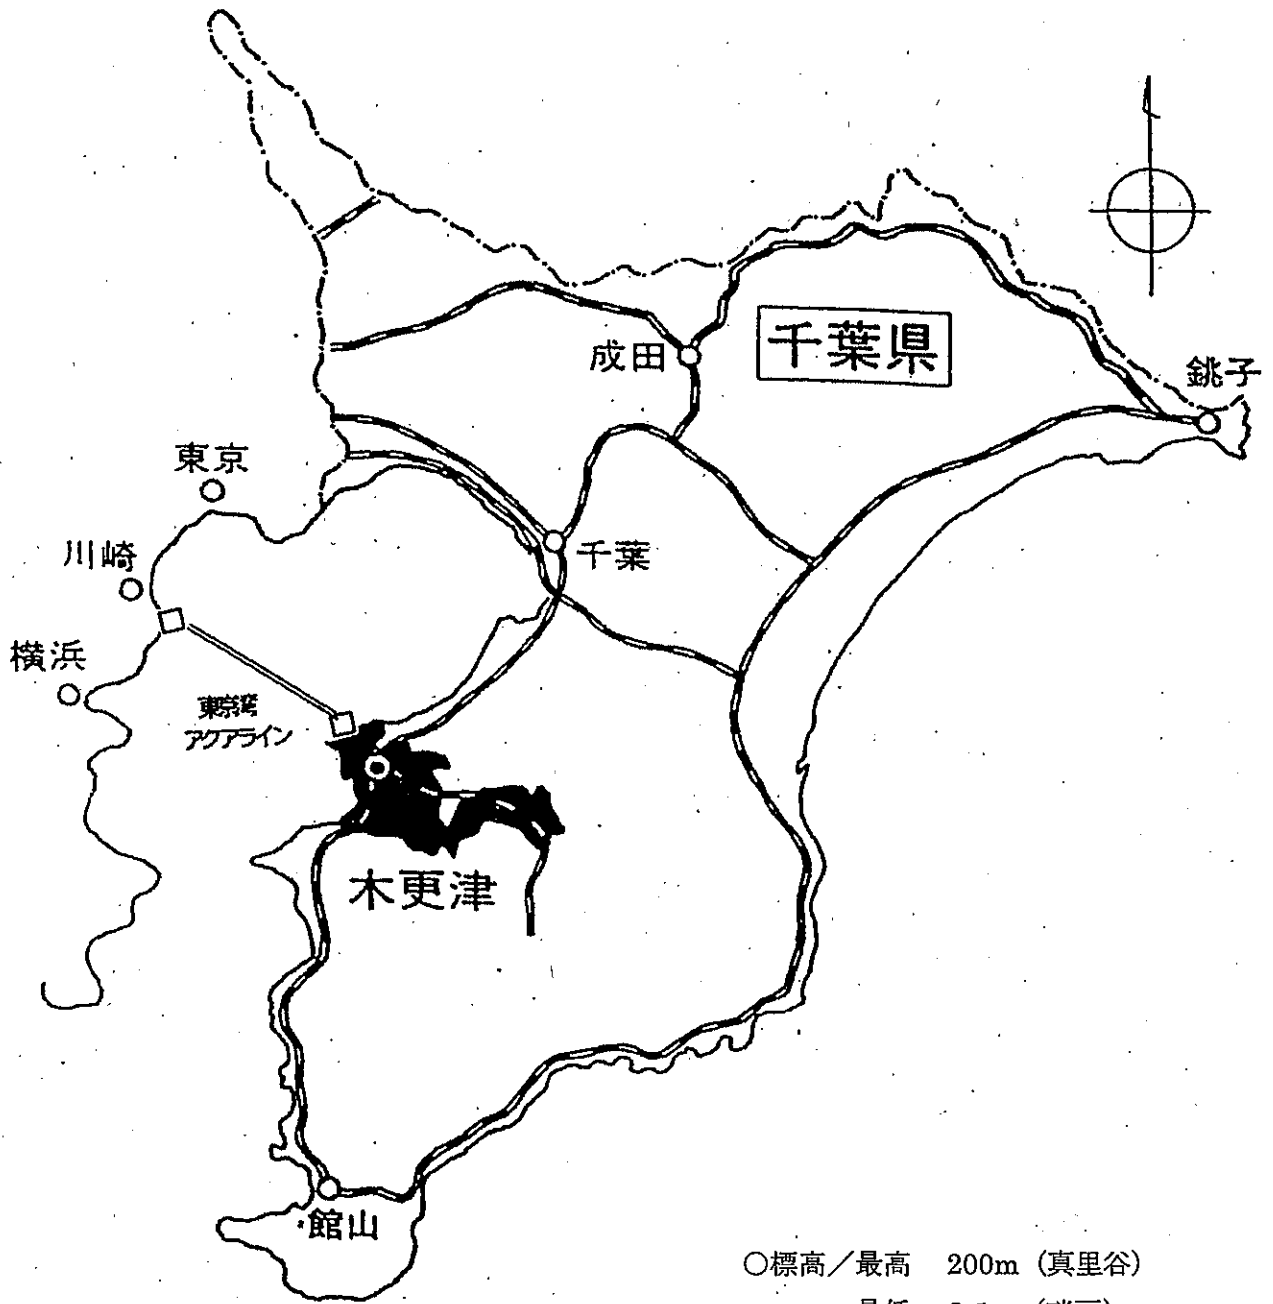 千葉県
成田
銚子
東京
川崎
千葉
横浜
東京湾
アクアライン
木更津
館山
○標高／最高 200m（真里谷）